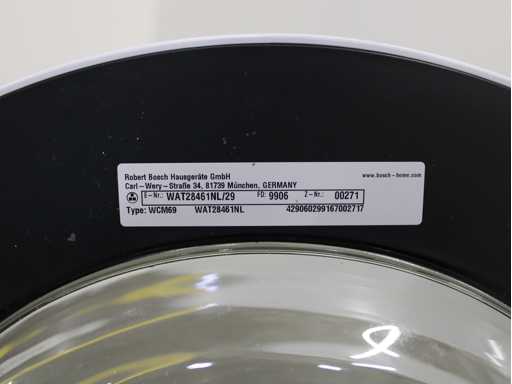 Robert Bosch Hausgeräte GmbH www.bosch-home.com
Carl-Wery-Straße 34, 81739 München, GERMANY
E-Nr.: WAT28461NL/29 FD: 9906 Z-Nr.: 00271
Type: WCM69 WAT28461NL 429060299167002717